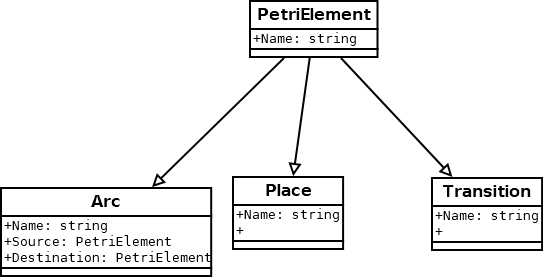 PetriElement
+Name: string
Arc
+Name: string
+Source: PetriElement
+Destination: PetriElement
Place
+Name: string
+
Transition
+Name: string
+